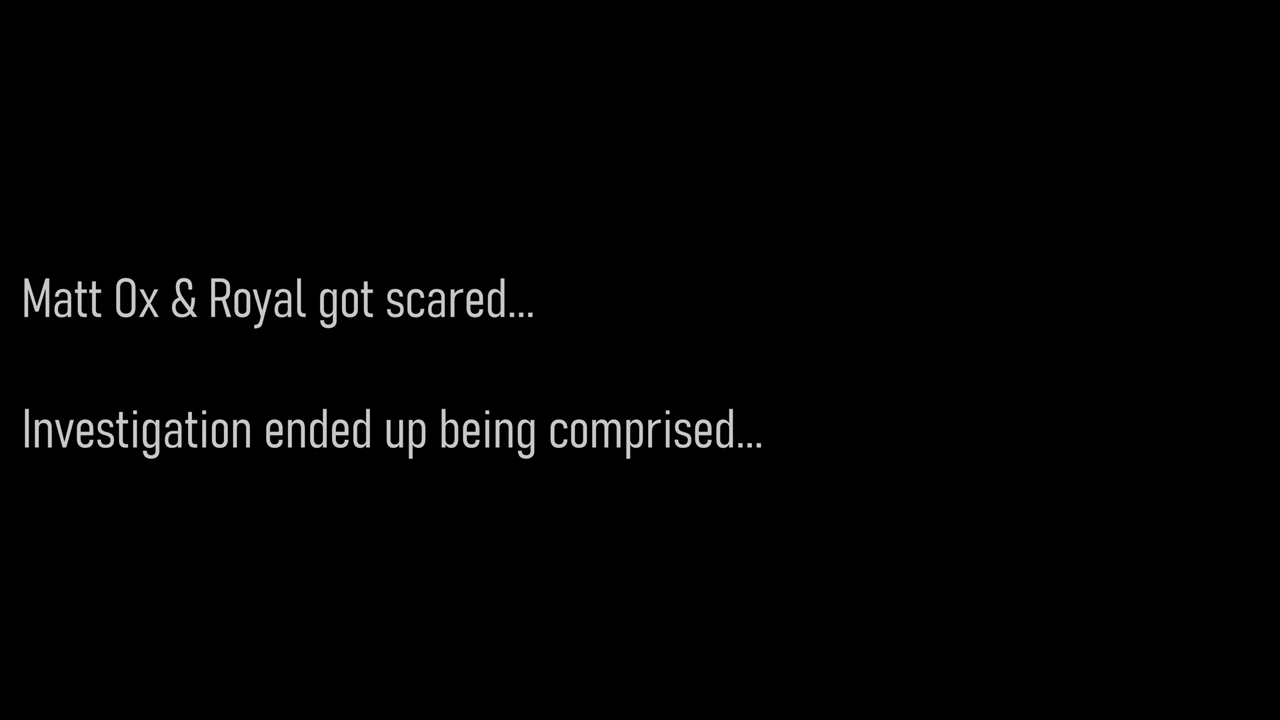 Matt Ox & Royal got scared...
Investigation ended up being comprised...